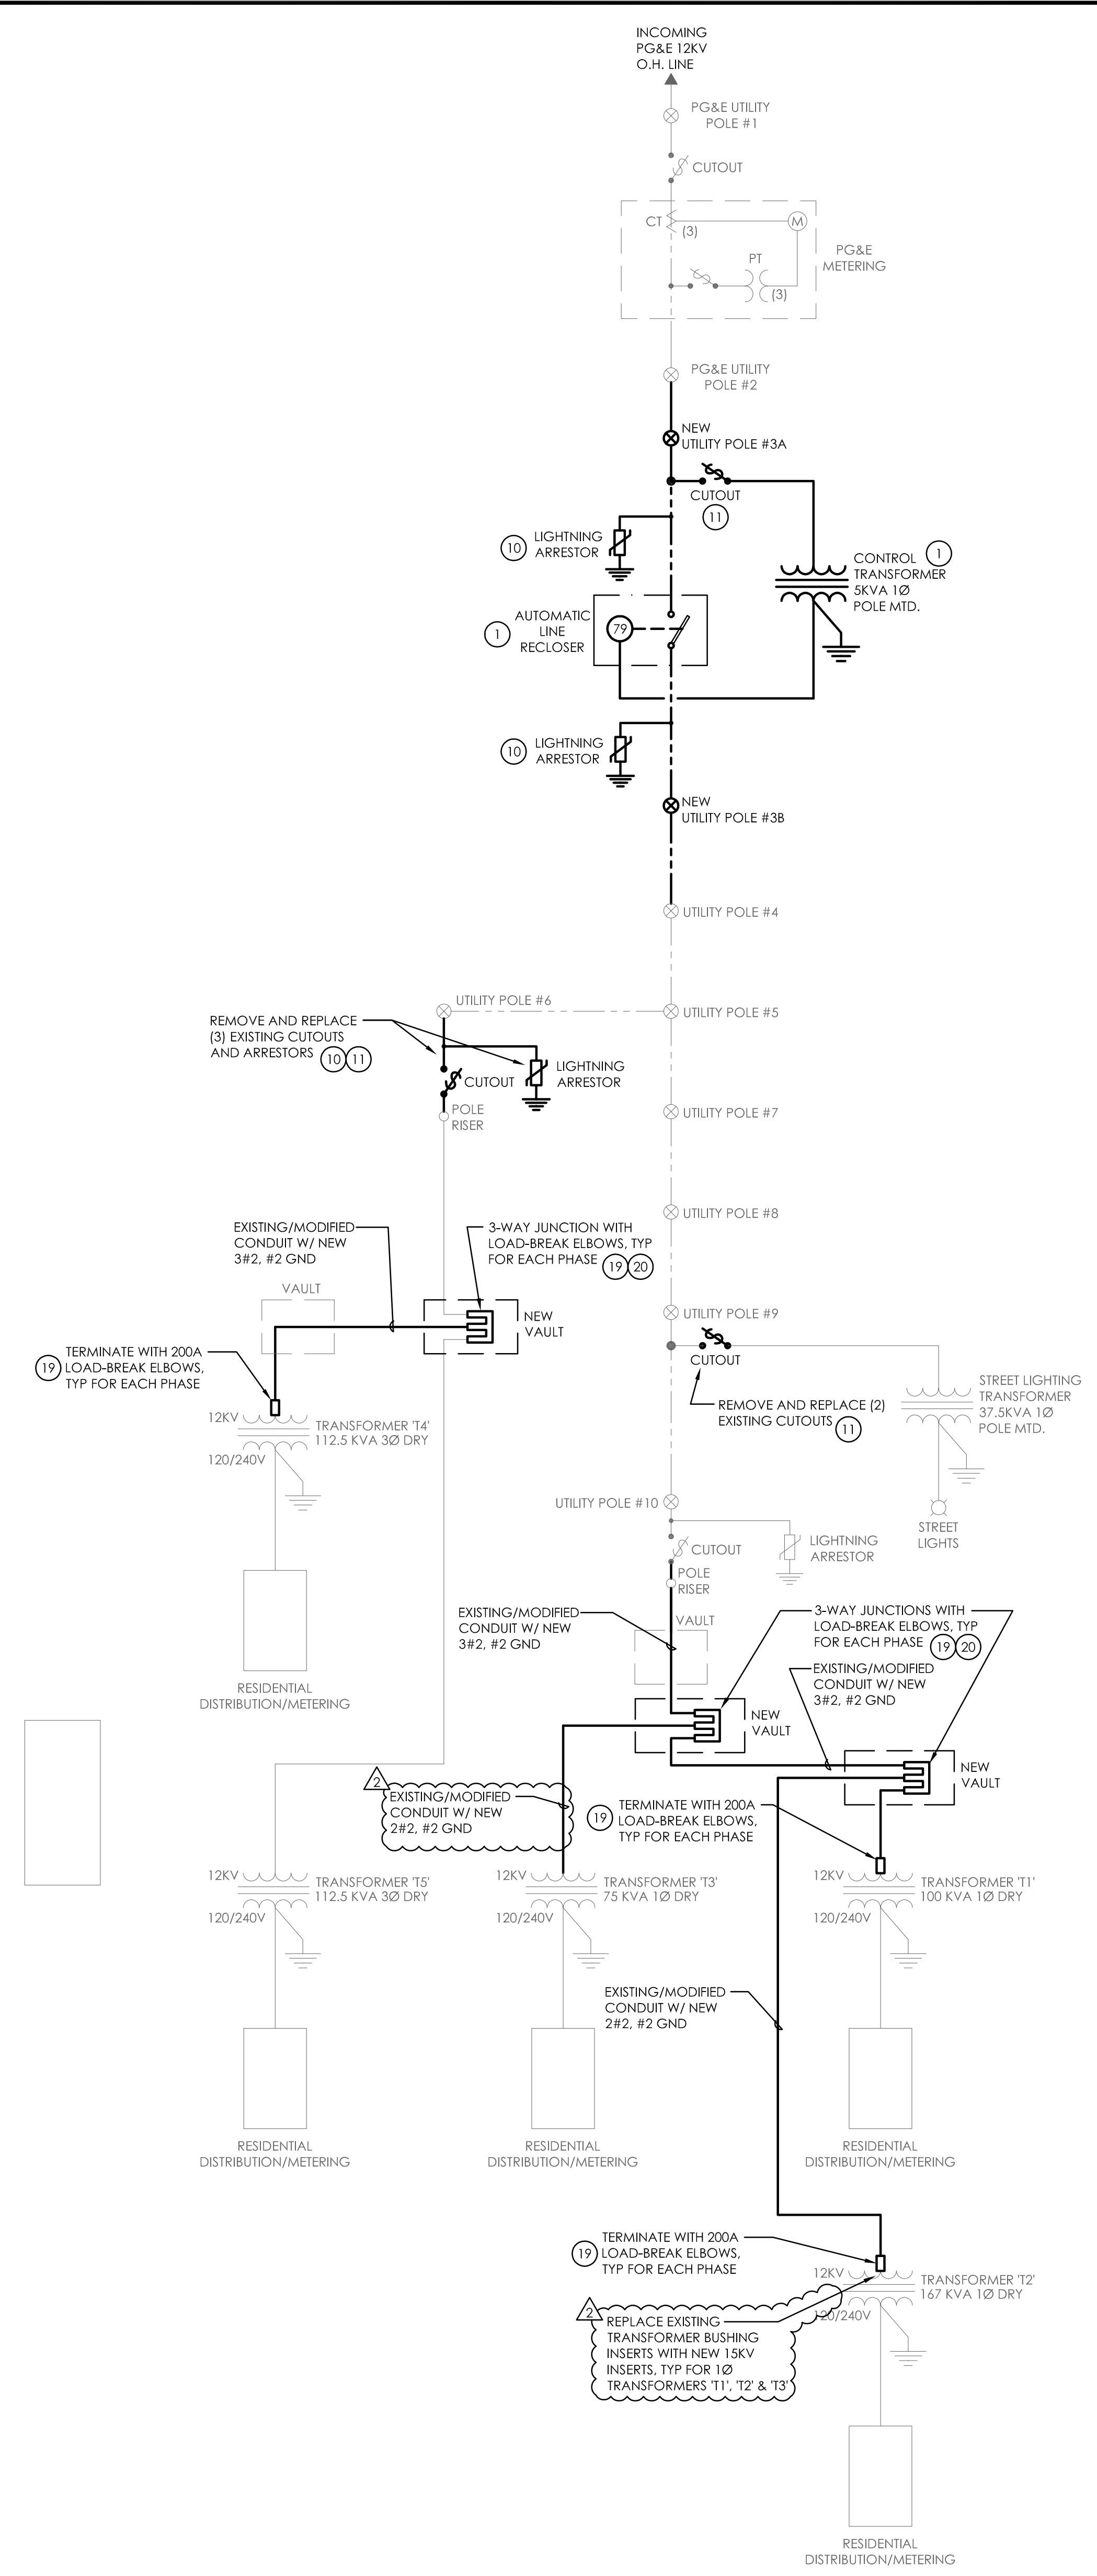 INCOMING
PG&E 12KV
O.H. LINE
PG&E UTILITY
POLE #1
CUTOUT
CT
(3)
M
PT
(3)
PG&E
METERING
PG&E UTILITY
POLE #2
NEW
UTILITY POLE #3A
CUTOUT
11
10
LIGHTNING
ARRESTOR
CONTROL
TRANSFORMER
5KVA 1Ø
POLE MTD.
1
1
AUTOMATIC
LINE
RECLOSER
79
10
LIGHTNING
ARRESTOR
NEW
UTILITY POLE #3B
UTILITY POLE #4
UTILITY POLE #6
UTILITY POLE #5
REMOVE AND REPLACE
(3) EXISTING CUTOUTS
AND ARRESTORS
10
11
CUTOUT
LIGHTNING
ARRESTOR
POLE
RISER
UTILITY POLE #7
UTILITY POLE #8
EXISTING/MODIFIED
CONDUIT W/ NEW
3#2, #2 GND
3-WAY JUNCTION WITH
LOAD-BREAK ELBOWS, TYP
FOR EACH PHASE
19
20
VAULT
NEW
VAULT
UTILITY POLE #9
CUTOUT
REMOVE AND REPLACE (2)
EXISTING CUTOUTS
11
19
TERMINATE WITH 200A
LOAD-BREAK ELBOWS,
TYP FOR EACH PHASE
STREET LIGHTING
TRANSFORMER
37.5KVA 1Ø
POLE MTD.
12KV
TRANSFORMER 'T4'
112.5 KVA 3Ø DRY
120/240V
STREET
LIGHTS
UTILITY POLE #10
CUTOUT
LIGHTNING
ARRESTOR
POLE
RISER
RESIDENTIAL
DISTRIBUTION/METERING
EXISTING/MODIFIED
CONDUIT W/ NEW
3#2, #2 GND
VAULT
3-WAY JUNCTIONS WITH
LOAD-BREAK ELBOWS, TYP
FOR EACH PHASE
19
20
EXISTING/MODIFIED
CONDUIT W/ NEW
3#2, #2 GND
NEW
VAULT
NEW
VAULT
2
EXISTING/MODIFIED
CONDUIT W/ NEW
2#2, #2 GND
19
TERMINATE WITH 200A
LOAD-BREAK ELBOWS,
TYP FOR EACH PHASE
12KV
TRANSFORMER 'T5'
112.5 KVA 3Ø DRY
120/240V
12KV
TRANSFORMER 'T3'
75 KVA 1Ø DRY
120/240V
12KV
TRANSFORMER 'T1'
100 KVA 1Ø DRY
120/240V
EXISTING/MODIFIED
CONDUIT W/ NEW
2#2, #2 GND
RESIDENTIAL
DISTRIBUTION/METERING
RESIDENTIAL
DISTRIBUTION/METERING
RESIDENTIAL
DISTRIBUTION/METERING
19
TERMINATE WITH 200A
LOAD-BREAK ELBOWS,
TYP FOR EACH PHASE
12KV
TRANSFORMER 'T2'
167 KVA 1Ø DRY
120/240V
2
REPLACE EXISTING
TRANSFORMER BUSHING
INSERTS WITH NEW 15KV
INSERTS, TYP FOR 1Ø
TRANSFORMERS 'T1', 'T2' & 'T3'
RESIDENTIAL
DISTRIBUTION/METERING